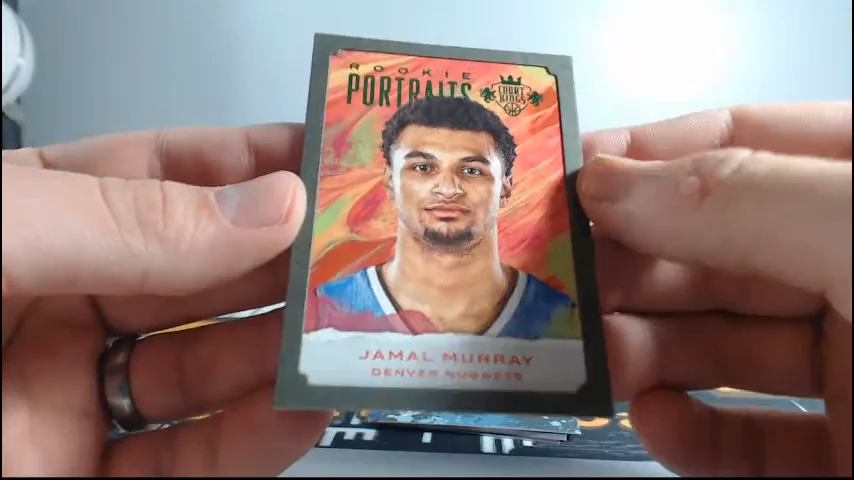 ROOKIE
PORTRAITS
COURT
KINGS
JAMAL MURRAY
DENVER NUGGETS